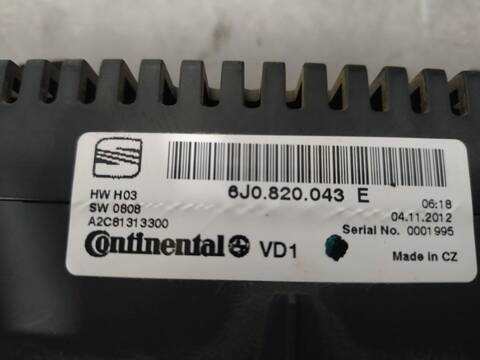 6J0.820.043 E
HW H03
SW 0808
A2C81313300
06:18
04.11.2012
Serial No. 0001995
Continental VD1
Made in CZ